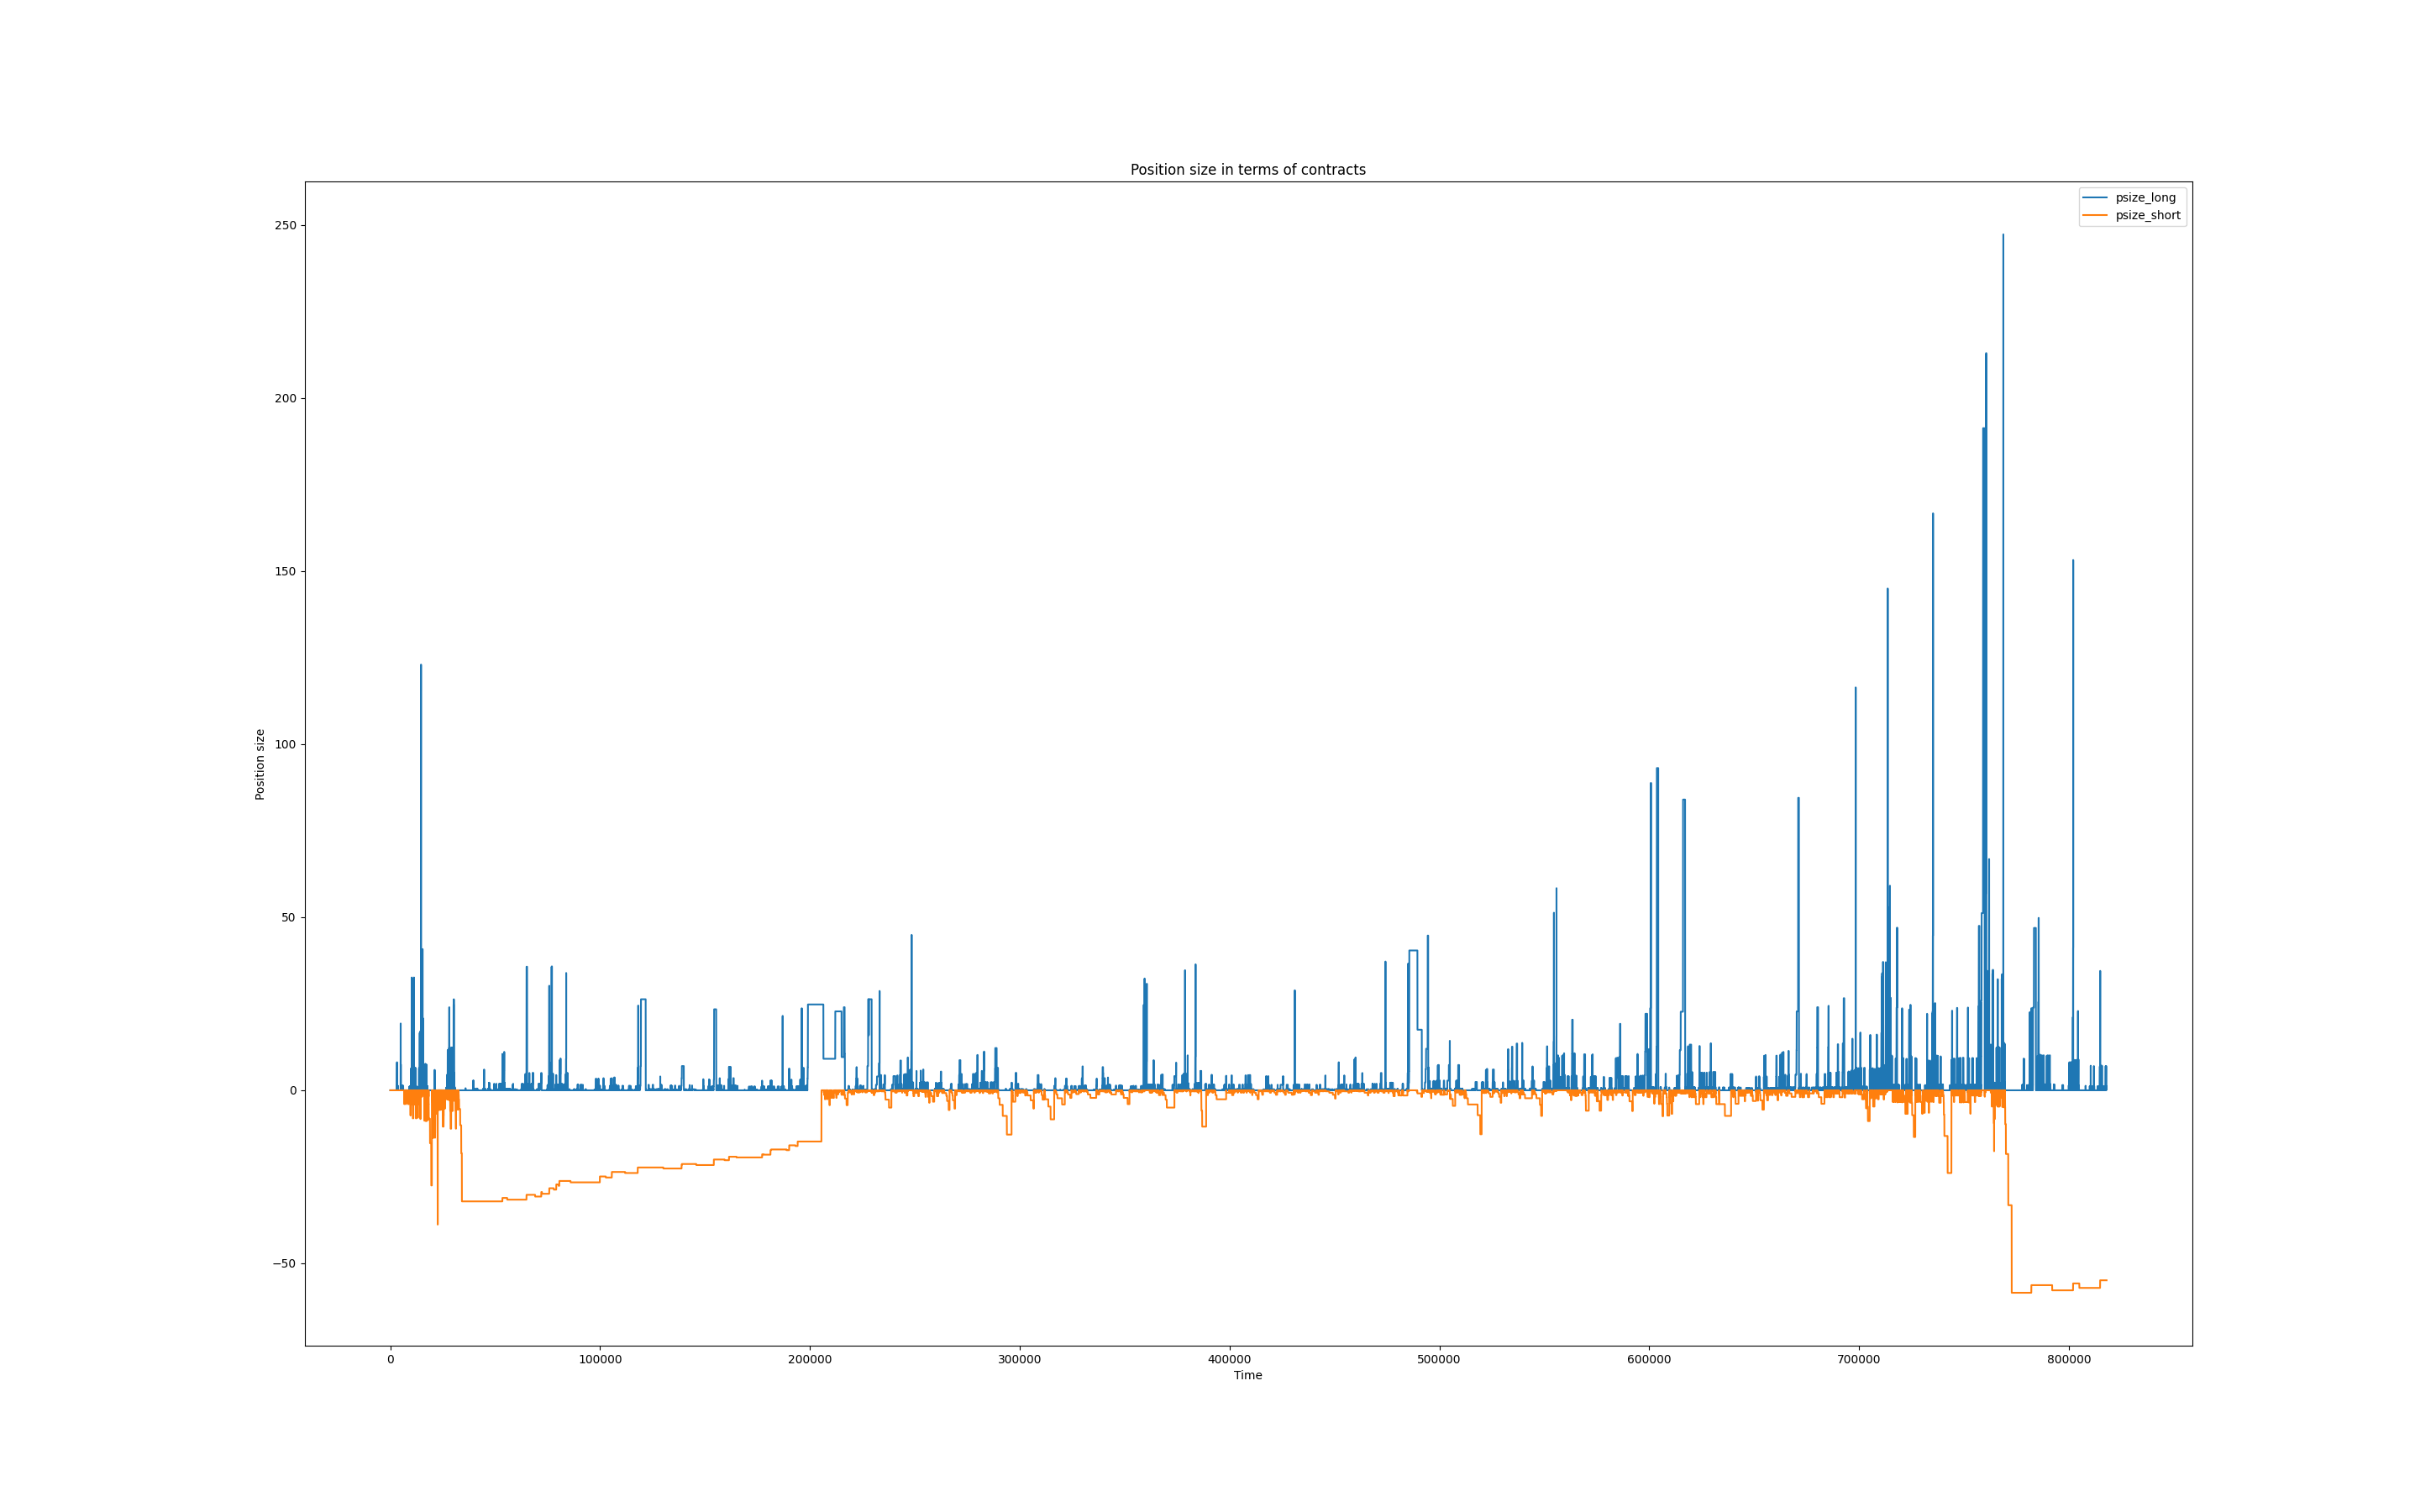 Position size in terms of contracts
psize_long
psize_short
Position size
250
200
150
100
50
0
−50
0 100000 200000 300000 400000 500000 600000 700000 800000
Time